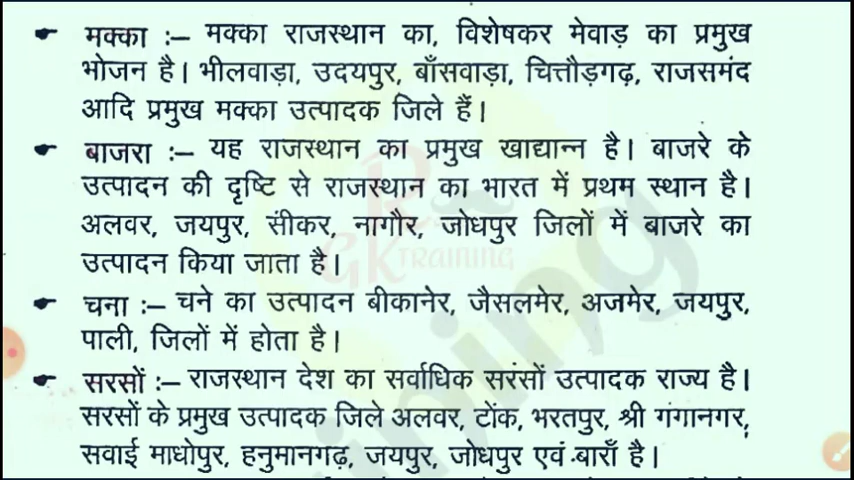 ☛ मक्का :– मक्का राजस्थान का, विशेषकर मेवाड़ का प्रमुख
भोजन है। भीलवाड़ा, उदयपुर, बाँसवाड़ा, चित्तौड़गढ़, राजसमंद
आदि प्रमुख मक्का उत्पादक जिले हैं।
☛ बाजरा :– यह राजस्थान का प्रमुख खाद्यान्न है। बाजरे के
उत्पादन की दृष्टि से राजस्थान का भारत में प्रथम स्थान है।
अलवर, जयपुर, सीकर, नागौर, जोधपुर जिलों में बाजरे का
उत्पादन किया जाता है।
GK TRAINING
☛ चना :– चने का उत्पादन बीकानेर, जैसलमेर, अजमेर, जयपुर,
पाली, जिलों में होता है।
☛ सरसों :– राजस्थान देश का सर्वाधिक सरसों उत्पादक राज्य है।
सरसों के प्रमुख उत्पादक जिले अलवर, टोंक, भरतपुर, श्री गंगानगर,
सवाई माधोपुर, हनुमानगढ़, जयपुर, जोधपुर एवं बाराँ है।